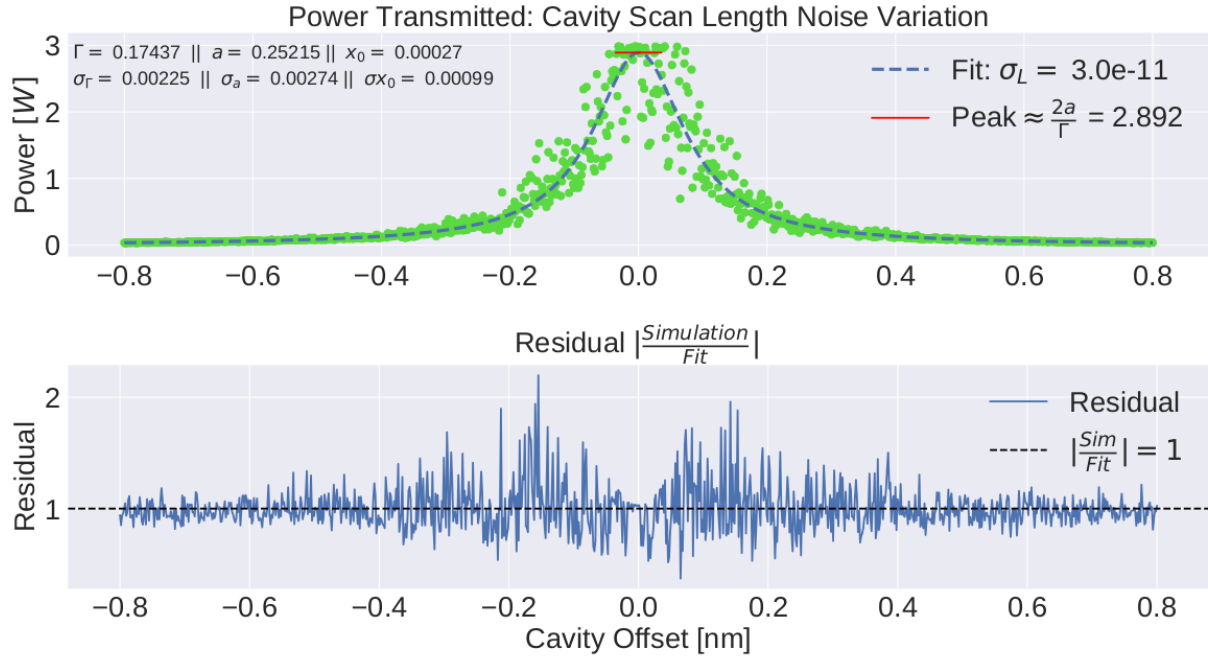 Power Transmitted: Cavity Scan Length Noise Variation
Γ = 0.17437 || a = 0.25215 || x₀ = 0.00027
σ_Γ = 0.00225 || σ_a = 0.00274 || σx₀ = 0.00099
Fit: σ_L = 3.0e-11
Peak ≈ 2a/Γ = 2.892
Power [W]
3
2
1
0
−0.8 −0.6 −0.4 −0.2 0.0 0.2 0.4 0.6 0.8
Residual |Simulation/Fit|
Residual
|Sim/Fit| = 1
Residual
2
1
−0.8 −0.6 −0.4 −0.2 0.0 0.2 0.4 0.6 0.8
Cavity Offset [nm]